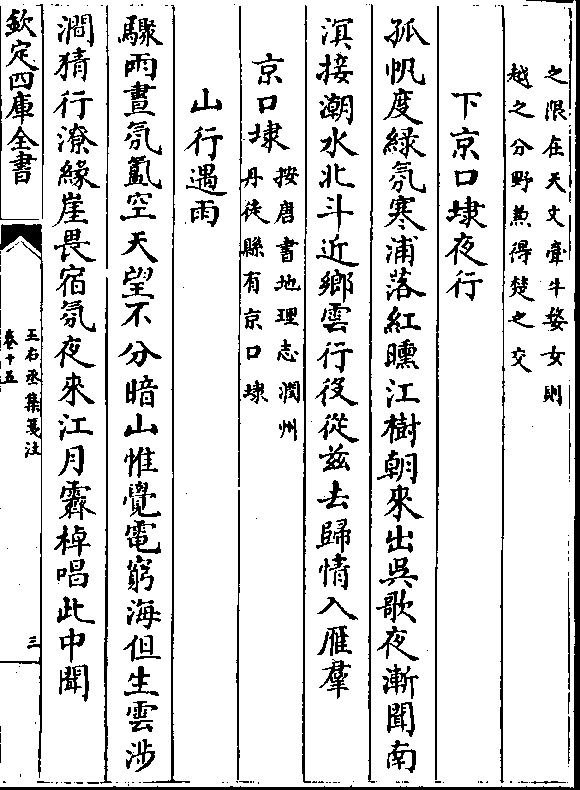 之限在天文牽牛婺女則
越之分野兼得楚之交
下京口埭夜行
孤帆度綠氛寒浦落紅曛江樹朝來出吳歌夜漸聞南
溟接潮水北斗近鄉雲行役從兹去歸情入雁羣
京口埭
按唐書地理志潤州
丹徒縣有京口埭
山行遇雨
驟雨晝氛氳空天望不分暗山惟覺電窮海但生雲涉
澗猜行潦緣崖畏宿氛夜來江月霽棹唱此中聞
欽定四庫全書
王右丞集箋注
卷十五
三